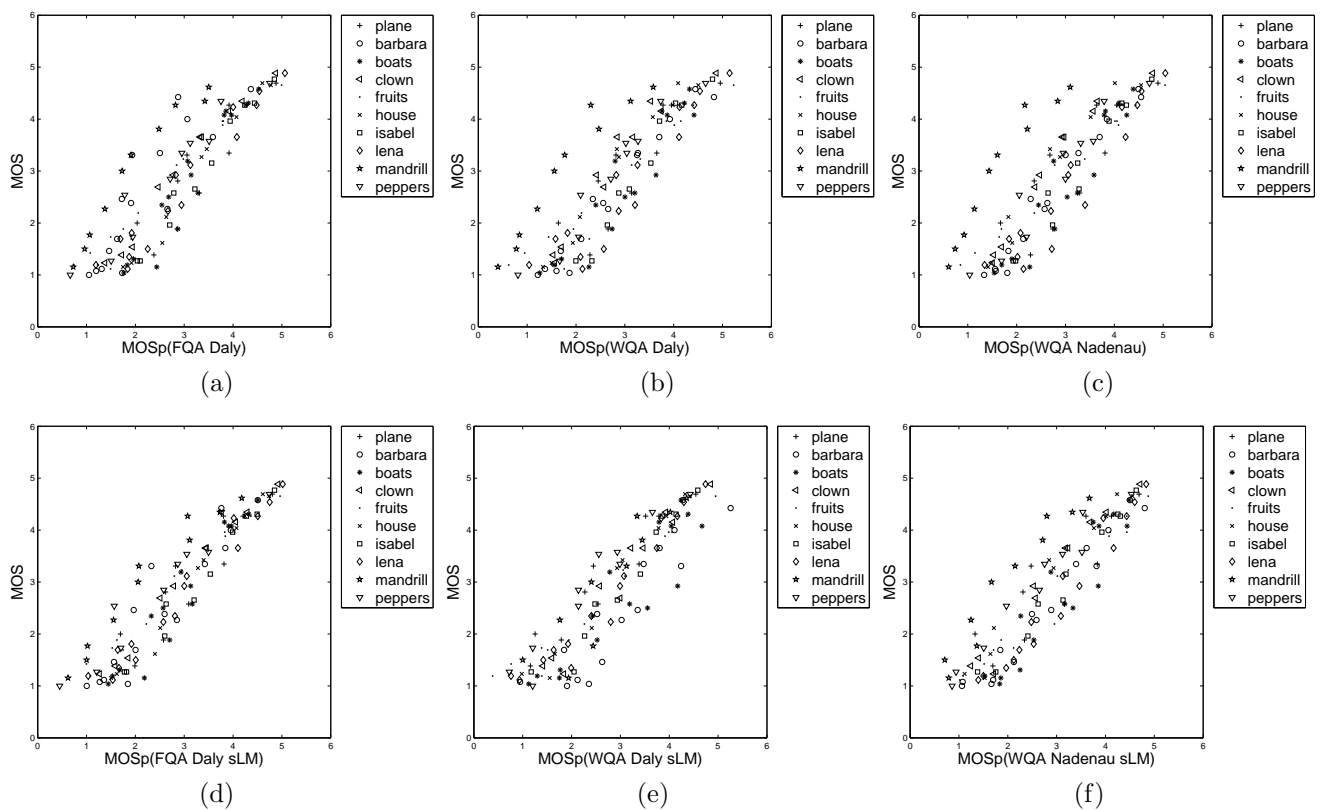 6
5
4
3
2
1
0
MOS
0 1 2 3 4 5 6
MOSp(FQA Daly)
plane
barbara
boats
clown
fruits
house
isabel
lena
mandrill
peppers
(a)
6
5
4
3
2
1
0
MOS
0 1 2 3 4 5 6
MOSp(WQA Daly)
plane
barbara
boats
clown
fruits
house
isabel
lena
mandrill
peppers
(b)
6
5
4
3
2
1
0
MOS
0 1 2 3 4 5 6
MOSp(WQA Nadenau)
plane
barbara
boats
clown
fruits
house
isabel
lena
mandrill
peppers
(c)
6
5
4
3
2
1
0
MOS
0 1 2 3 4 5 6
MOSp(FQA Daly sLM)
plane
barbara
boats
clown
fruits
house
isabel
lena
mandrill
peppers
(d)
6
5
4
3
2
1
0
MOS
0 1 2 3 4 5 6
MOSp(WQA Daly sLM)
plane
barbara
boats
clown
fruits
house
isabel
lena
mandrill
peppers
(e)
6
5
4
3
2
1
0
MOS
0 1 2 3 4 5 6
MOSp(WQA Nadenau sLM)
plane
barbara
boats
clown
fruits
house
isabel
lena
mandrill
peppers
(f)